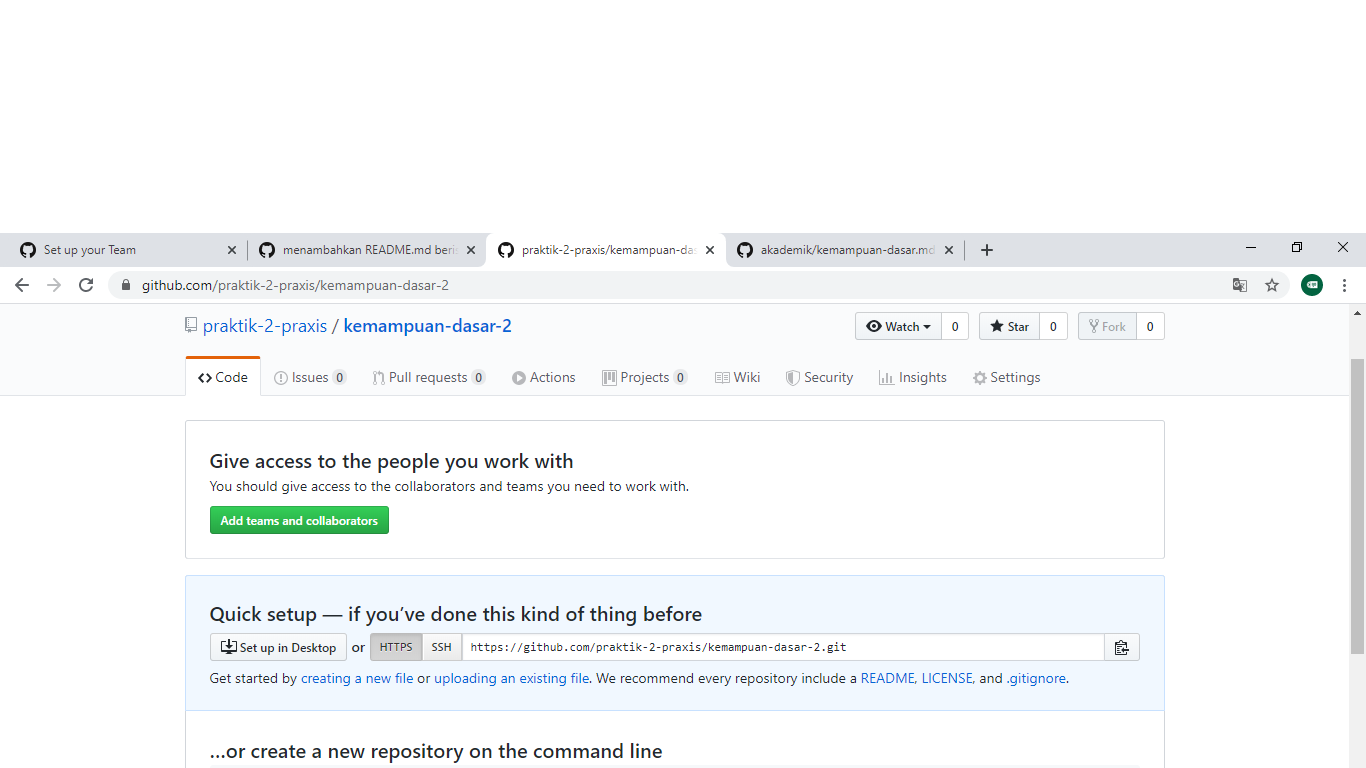 Set up your Team
menambahkan README.md beris
praktik-2-praxis/kemampuan-das
akademik/kemampuan-dasar.md
github.com/praktik-2-praxis/kemampuan-dasar-2
praktik-2-praxis / kemampuan-dasar-2
Watch 0 Star 0 Fork 0
Code Issues 0 Pull requests 0 Actions Projects 0 Wiki Security Insights Settings
Give access to the people you work with
You should give access to the collaborators and teams you need to work with.
Add teams and collaborators
Quick setup — if you’ve done this kind of thing before
Set up in Desktop or HTTPS SSH https://github.com/praktik-2-praxis/kemampuan-dasar-2.git
Get started by creating a new file or uploading an existing file. We recommend every repository include a README, LICENSE, and .gitignore.
…or create a new repository on the command line